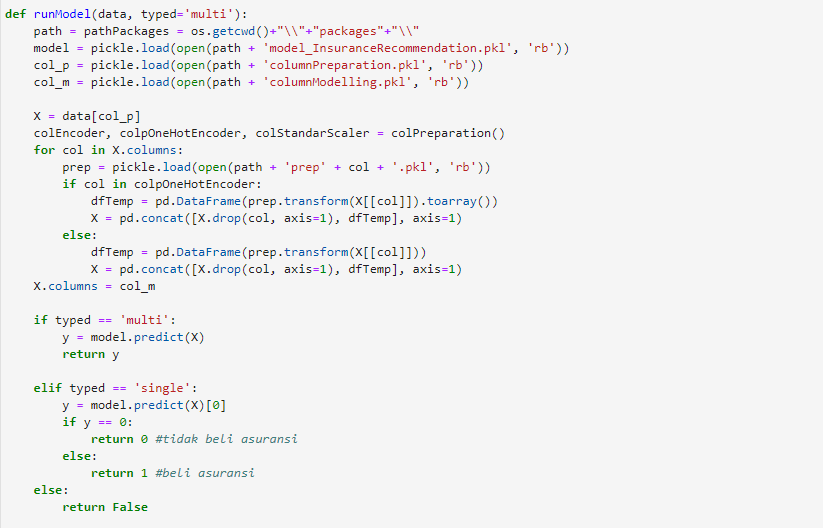 def runModel(data, typed='multi'):
    path = pathPackages = os.getcwd()+"\\"+"packages"+"\\"
    model = pickle.load(open(path + 'model_InsuranceRecommendation.pkl', 'rb'))
    col_p = pickle.load(open(path + 'columnPreparation.pkl', 'rb'))
    col_m = pickle.load(open(path + 'columnModelling.pkl', 'rb'))

    X = data[col_p]
    colEncoder, colpOneHotEncoder, colStandarScaler = colPreparation()
    for col in X.columns:
        prep = pickle.load(open(path + 'prep' + col + '.pkl', 'rb'))
        if col in colpOneHotEncoder:
            dfTemp = pd.DataFrame(prep.transform(X[[col]]).toarray())
            X = pd.concat([X.drop(col, axis=1), dfTemp], axis=1)
        else:
            dfTemp = pd.DataFrame(prep.transform(X[[col]]))
            X = pd.concat([X.drop(col, axis=1), dfTemp], axis=1)
    X.columns = col_m

    if typed == 'multi':
        y = model.predict(X)
        return y

    elif typed == 'single':
        y = model.predict(X)[0]
        if y == 0:
            return 0 #tidak beli asuransi
        else:
            return 1 #beli asuransi
    else:
        return False